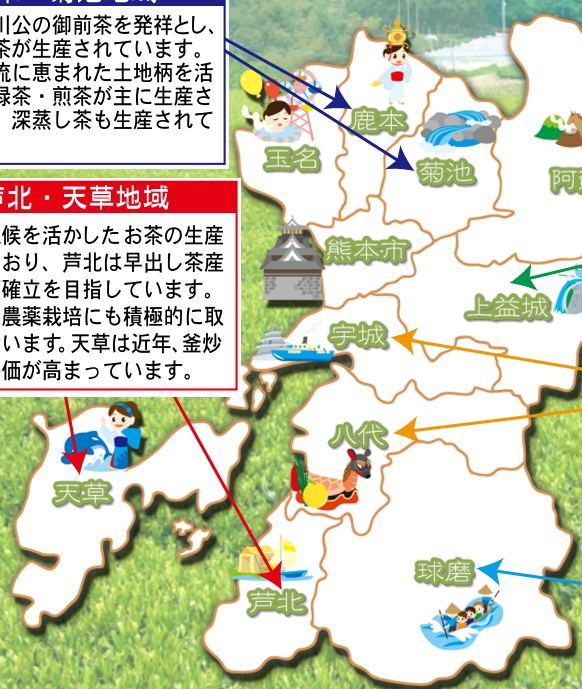 菊池地域
川公の御前茶を発祥とし、
茶が生産されています。
流に恵まれた土地柄を活
緑茶・煎茶が主に生産さ
深蒸し茶も生産されて
芦北・天草地域
候を活かしたお茶の生産
おり、芦北は早出し茶産
確立を目指しています。
農薬栽培にも積極的に取
います。天草は近年、釜炒
価が高まっています。
鹿本
玉名
菊池
阿蘇
熊本市
上益城
宇城
八代
天草
球磨
芦北